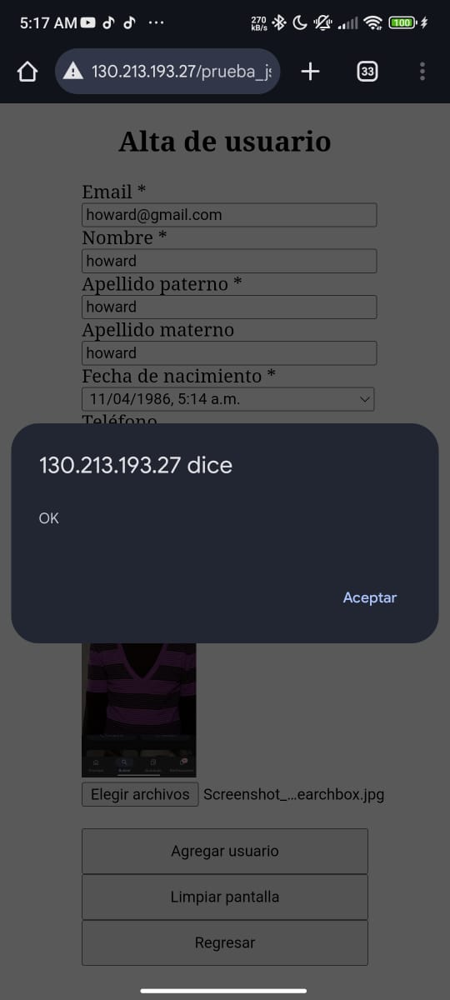 5:17 AM
270 kB/s
100
130.213.193.27/prueba_js
33
Alta de usuario
Email *
howard@gmail.com
Nombre *
howard
Apellido paterno *
howard
Apellido materno
howard
Fecha de nacimiento *
11/04/1986, 5:14 a.m.
Teléfono
130.213.193.27 dice
OK
Aceptar
Elegir archivos Screenshot_...earchbox.jpg
Agregar usuario
Limpiar pantalla
Regresar